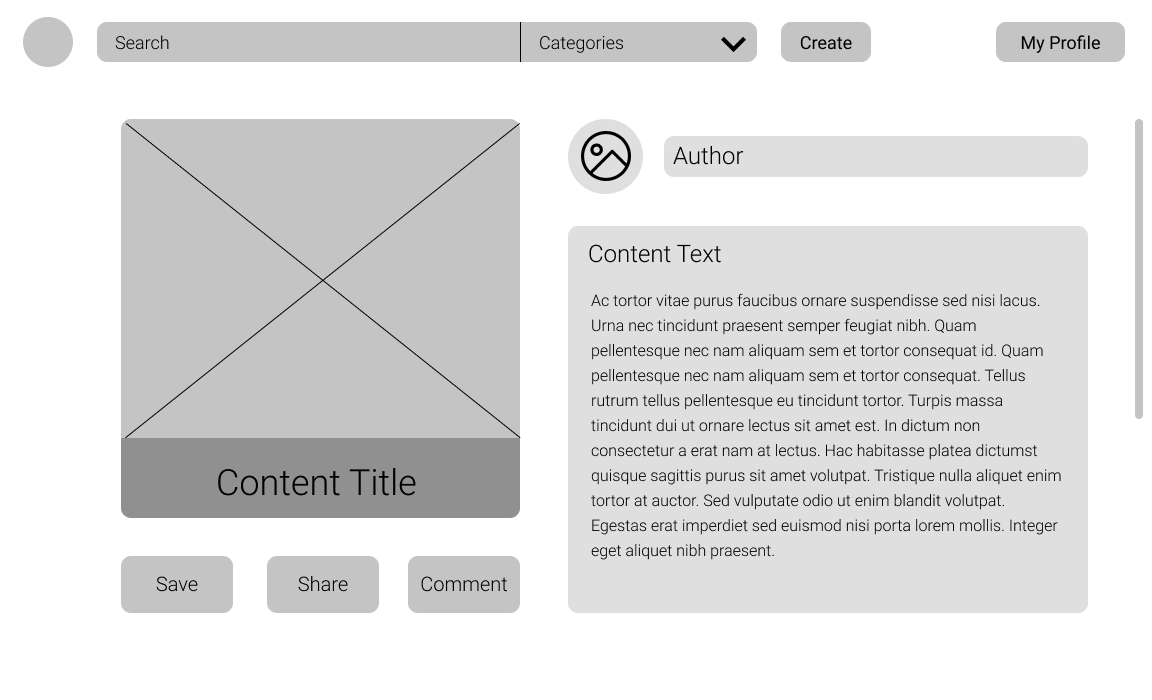 Search
Categories
Create
My Profile
Author
Content Text
Ac tortor vitae purus faucibus ornare suspendisse sed nisi lacus.
Urna nec tincidunt praesent semper feugiat nibh. Quam
pellentesque nec nam aliquam sem et tortor consequat id. Quam
pellentesque nec nam aliquam sem et tortor consequat. Tellus
rutrum tellus pellentesque eu tincidunt tortor. Turpis massa
tincidunt dui ut ornare lectus sit amet est. In dictum non
consectetur a erat nam at lectus. Hac habitasse platea dictumst
quisque sagittis purus sit amet volutpat. Tristique nulla aliquet enim
tortor at auctor. Sed vulputate odio ut enim blandit volutpat.
Egestas erat imperdiet sed euismod nisi porta lorem mollis. Integer
eget aliquet nibh praesent.
Content Title
Save
Share
Comment